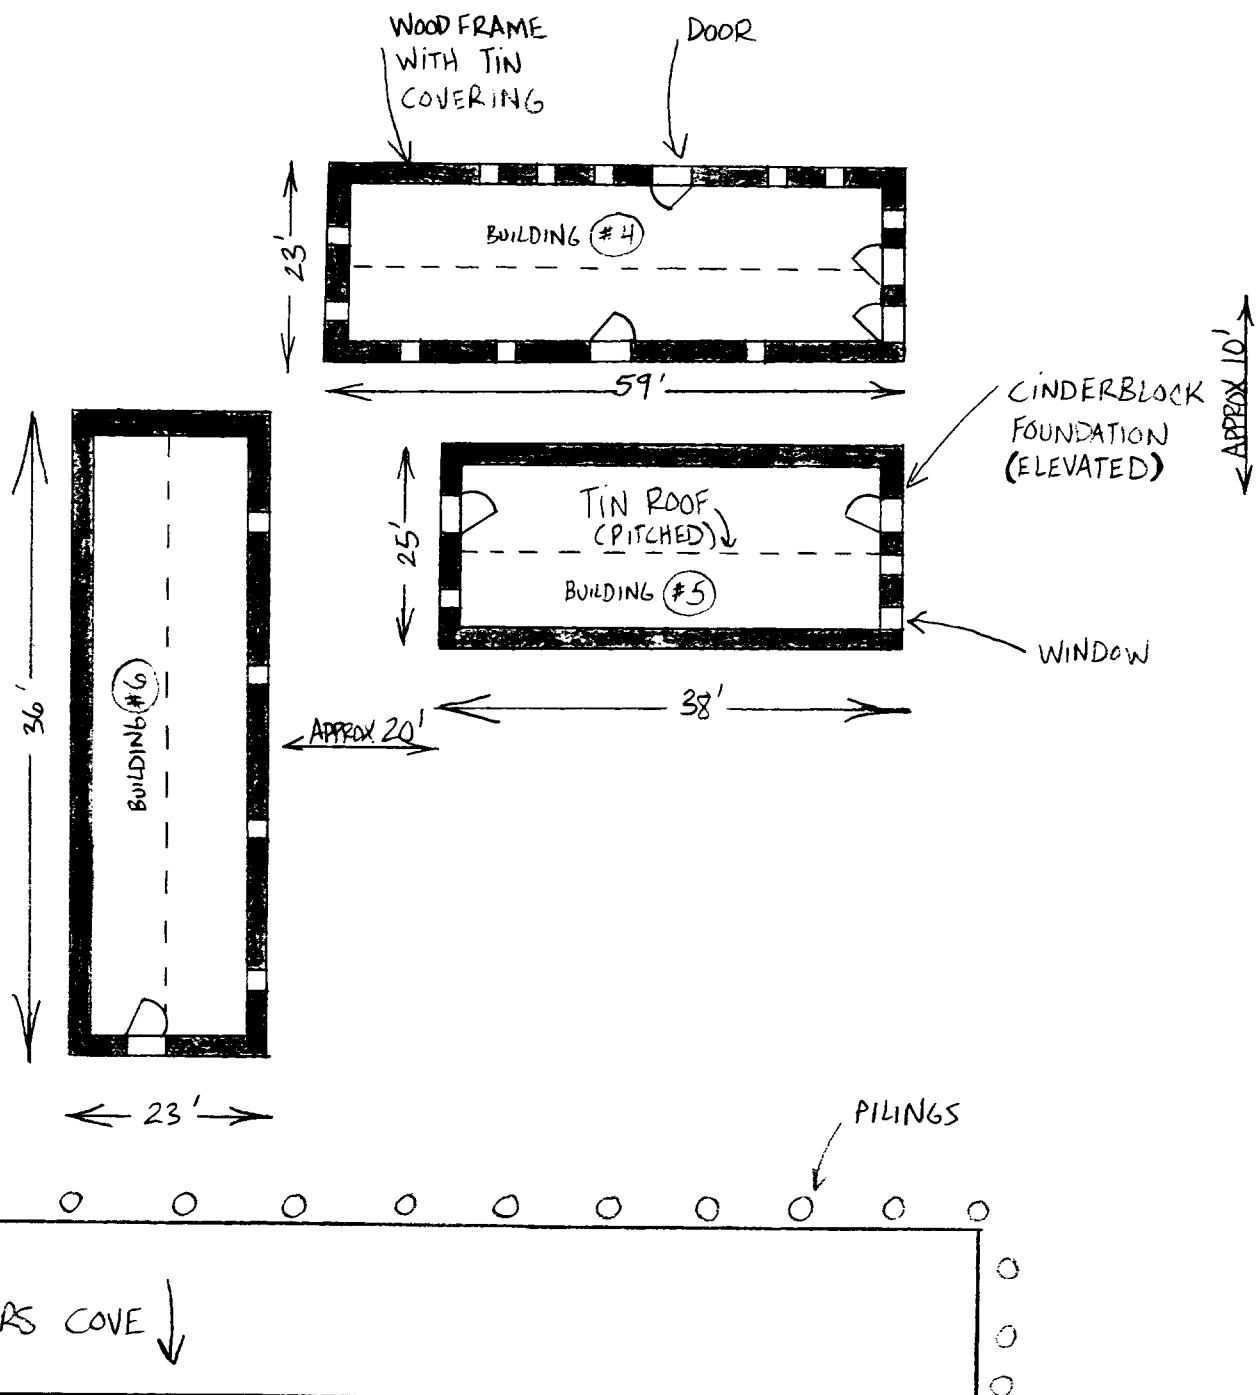 WOOD FRAME
WITH TIN
COVERING
DOOR
BUILDING #4
23'
59'
APPROX 10'
CINDERBLOCK
FOUNDATION
(ELEVATED)
TIN ROOF
(PITCHED)
25'
BUILDING #5
WINDOW
38'
36'
BUILDING #6
APPROX 20'
23'
PILINGS
RS COVE